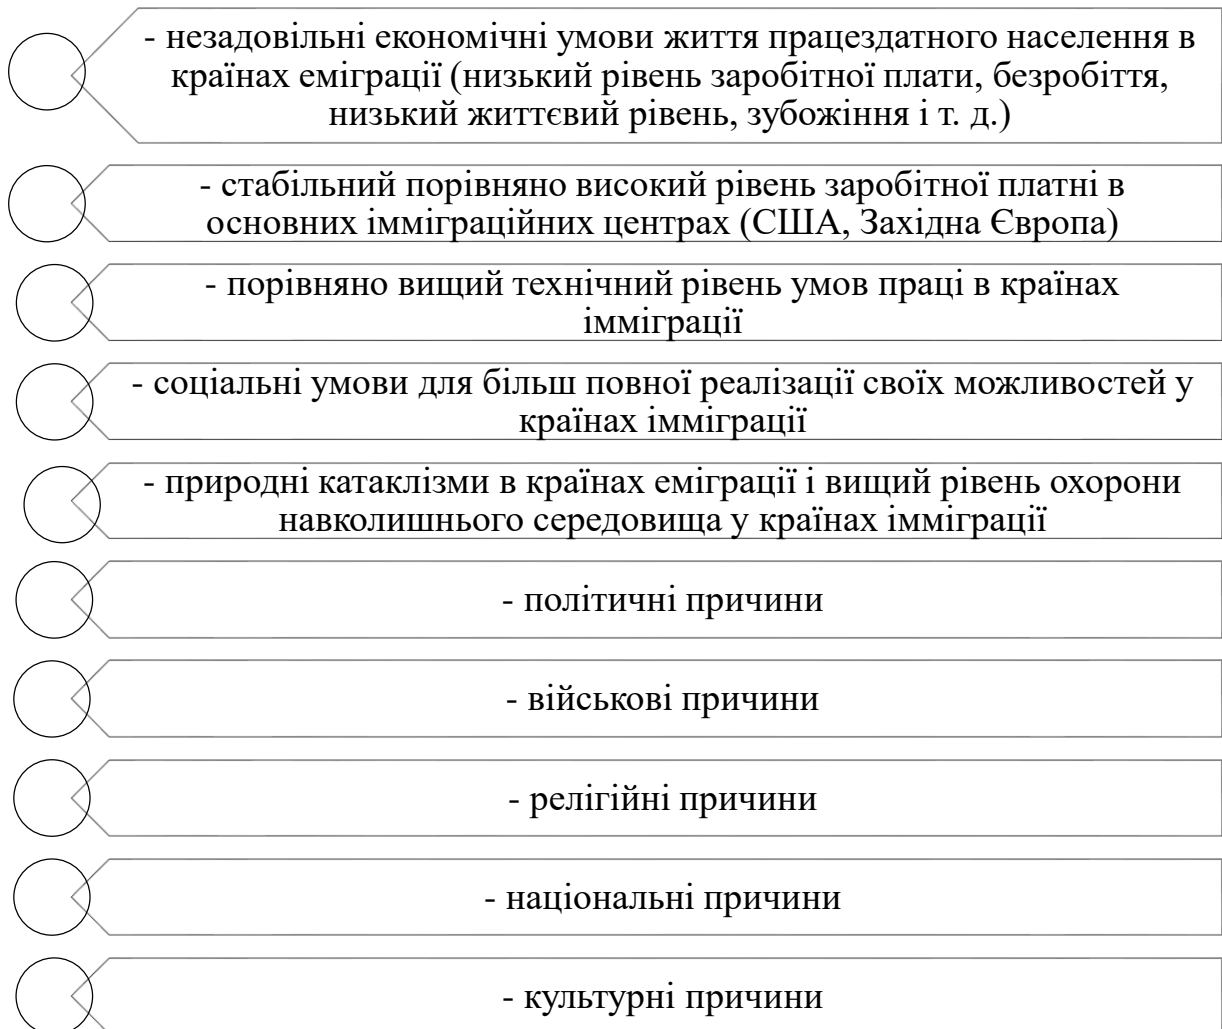 - незадовільні економічні умови життя працездатного населення в
країнах еміграції (низький рівень заробітної плати, безробіття,
низький життєвий рівень, зубожіння і т. д.)
- стабільний порівняно високий рівень заробітної платні в
основних імміграційних центрах (США, Західна Європа)
- порівняно вищий технічний рівень умов праці в країнах
імміграції
- соціальні умови для більш повної реалізації своїх можливостей у
країнах імміграції
- природні катаклізми в країнах еміграції і вищий рівень охорони
навколишнього середовища у країнах імміграції
- політичні причини
- військові причини
- релігійні причини
- національні причини
- культурні причини